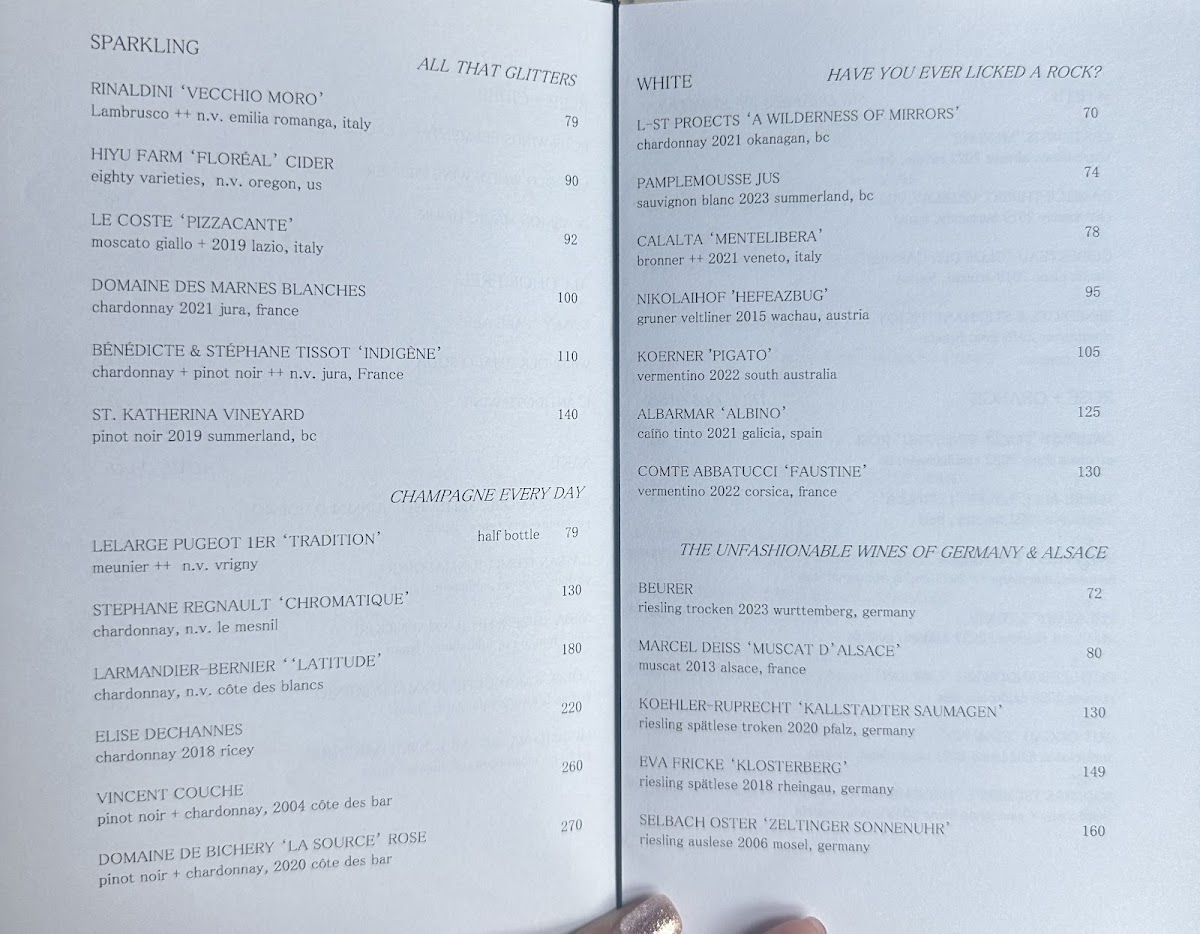 SPARKLING
ALL THAT GLITTERS
RINALDINI ‘VECCHIO MORO’
Lambrusco ++ n.v. emilia romanga, italy 79
HIYU FARM ‘FLORÉAL’ CIDER
eighty varieties, n.v. oregon, us 90
LE COSTE ‘PIZZACANTE’
moscato giallo + 2019 lazio, italy 92
DOMAINE DES MARNES BLANCHES
chardonnay 2021 jura, france 100
BÉNÉDICTE & STÉPHANE TISSOT ‘INDIGÈNE’ 110
chardonnay + pinot noir ++ n.v. jura, France
ST. KATHERINA VINEYARD 140
pinot noir 2019 summerland, bc
CHAMPAGNE EVERY DAY
LELARGE PUGEOT 1ER ‘TRADITION’ half bottle 79
meunier ++ n.v. vrigny
STEPHANE REGNAULT ‘CHROMATIQUE’ 130
chardonnay, n.v. le mesnil
LARMANDIER-BERNIER ‘‘LATITUDE’ 180
chardonnay, n.v. côte des blancs
ELISE DECHANNES 220
chardonnay 2018 ricey
VINCENT COUCHE 260
pinot noir + chardonnay, 2004 côte des bar
DOMAINE DE BICHERY ‘LA SOURCE’ ROSE 270
pinot noir + chardonnay, 2020 côte des bar
WHITE
HAVE YOU EVER LICKED A ROCK?
L-ST PROECTS ‘A WILDERNESS OF MIRRORS’ 70
chardonnay 2021 okanagan, bc
PAMPLEMOUSSE JUS 74
sauvignon blanc 2023 summerland, bc
CALALTA ‘MENTELIBERA’ 78
bronner ++ 2021 veneto, italy
NIKOLAIHOF 'HEFEAZBUG' 95
gruner veltliner 2015 wachau, austria
KOERNER 'PIGATO' 105
vermentino 2022 south australia
ALBARMAR ‘ALBINO’ 125
caíño tinto 2021 galicia, spain
COMTE ABBATUCCI ‘FAUSTINE’ 130
vermentino 2022 corsica, france
THE UNFASHIONABLE WINES OF GERMANY & ALSACE
BEURER 72
riesling trocken 2023 wurttemberg, germany
MARCEL DEISS ‘MUSCAT D’ALSACE’ 80
muscat 2013 alsace, france
KOEHLER-RUPRECHT ‘KALLSTADTER SAUMAGEN’ 130
riesling spätlese troken 2020 pfalz, germany
EVA FRICKE ‘KLOSTERBERG’ 149
riesling spätlese 2018 rheingau, germany
SELBACH OSTER ‘ZELTINGER SONNENUHR’ 160
riesling auslese 2006 mosel, germany